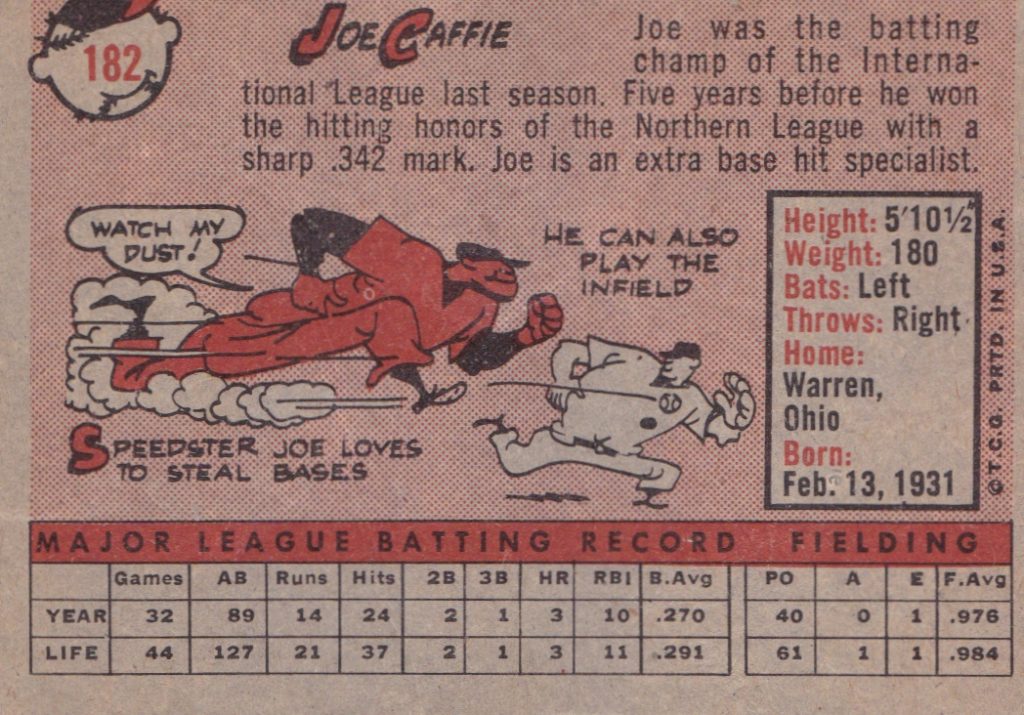 182
JOE CAFFIE
Joe was the batting
champ of the Interna-
tional League last season. Five years before he won
the hitting honors of the Northern League with a
sharp .342 mark. Joe is an extra base hit specialist.
WATCH MY
DUST!
HE CAN ALSO
PLAY THE
INFIELD
SPEEDSTER JOE LOVES
TO STEAL BASES
Height: 5'10½"
Weight: 180
Bats: Left
Throws: Right
Home:
Warren,
Ohio
Born:
Feb. 13, 1931
© T.C.G. PRTD. IN U.S.A.
MAJOR LEAGUE BATTING RECORD FIELDING
Games AB Runs Hits 2B 3B HR RBI B.Avg PO A E F.Avg
YEAR 32 89 14 24 2 1 3 10 .270 40 0 1 .976
LIFE 44 127 21 37 2 1 3 11 .291 61 1 1 .984